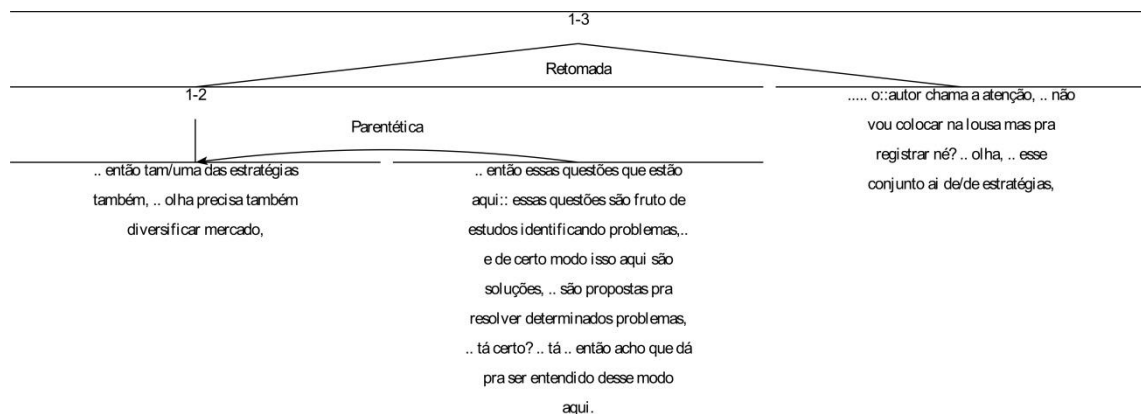 1-3
Retomada
1-2
Parentética
.. então tam/uma das estratégias
também, .. olha precisa também
diversificar mercado,
.. então essas questões que estão
aqui:: essas questões são fruto de
estudos identificando problemas,..
e de certo modo isso aqui são
soluções, .. são propostas pra
resolver determinados problemas,
.. tá certo? .. tá .. então acho que dá
pra ser entendido desse modo
aqui.
..... o::autor chama a atenção, .. não
vou colocar na lousa mas pra
registrar né? .. olha, .. esse
conjunto ai de/de estratégias,